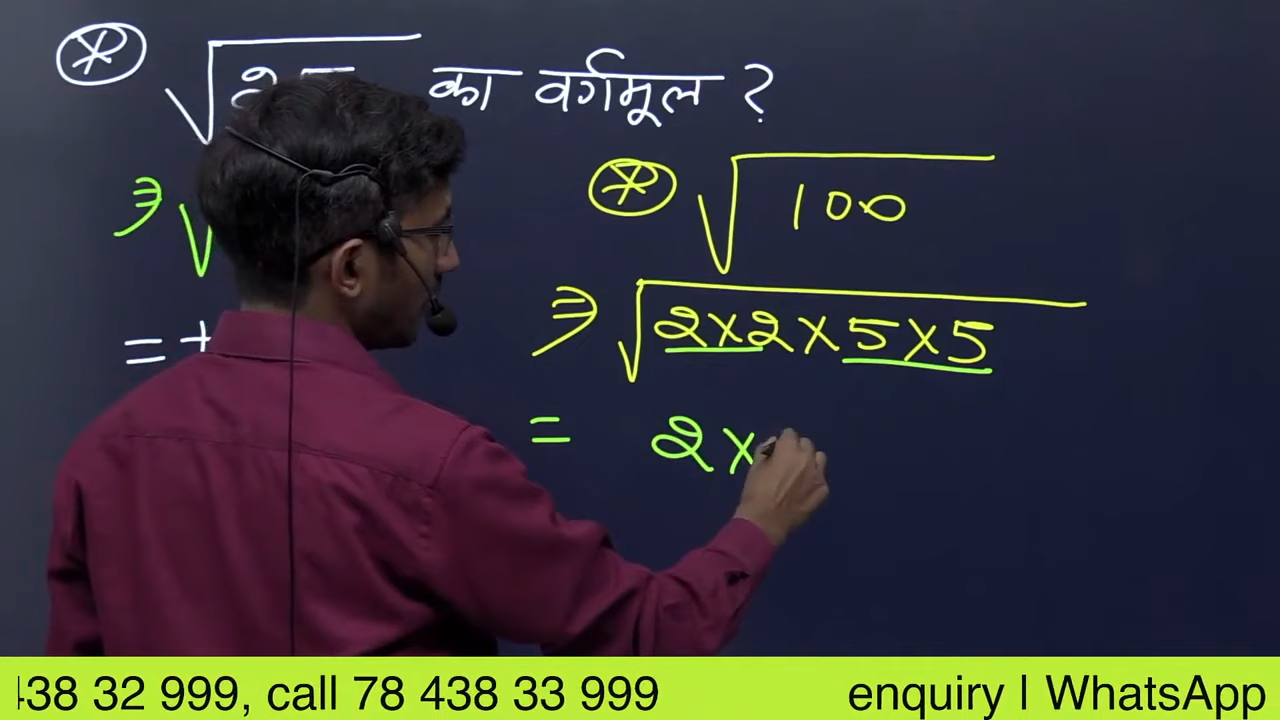 √ का वर्गमूल ?
√100
⇒ √2×2×5×5
= +
= 2×
438 32 999, call 78 438 33 999 enquiry I WhatsApp